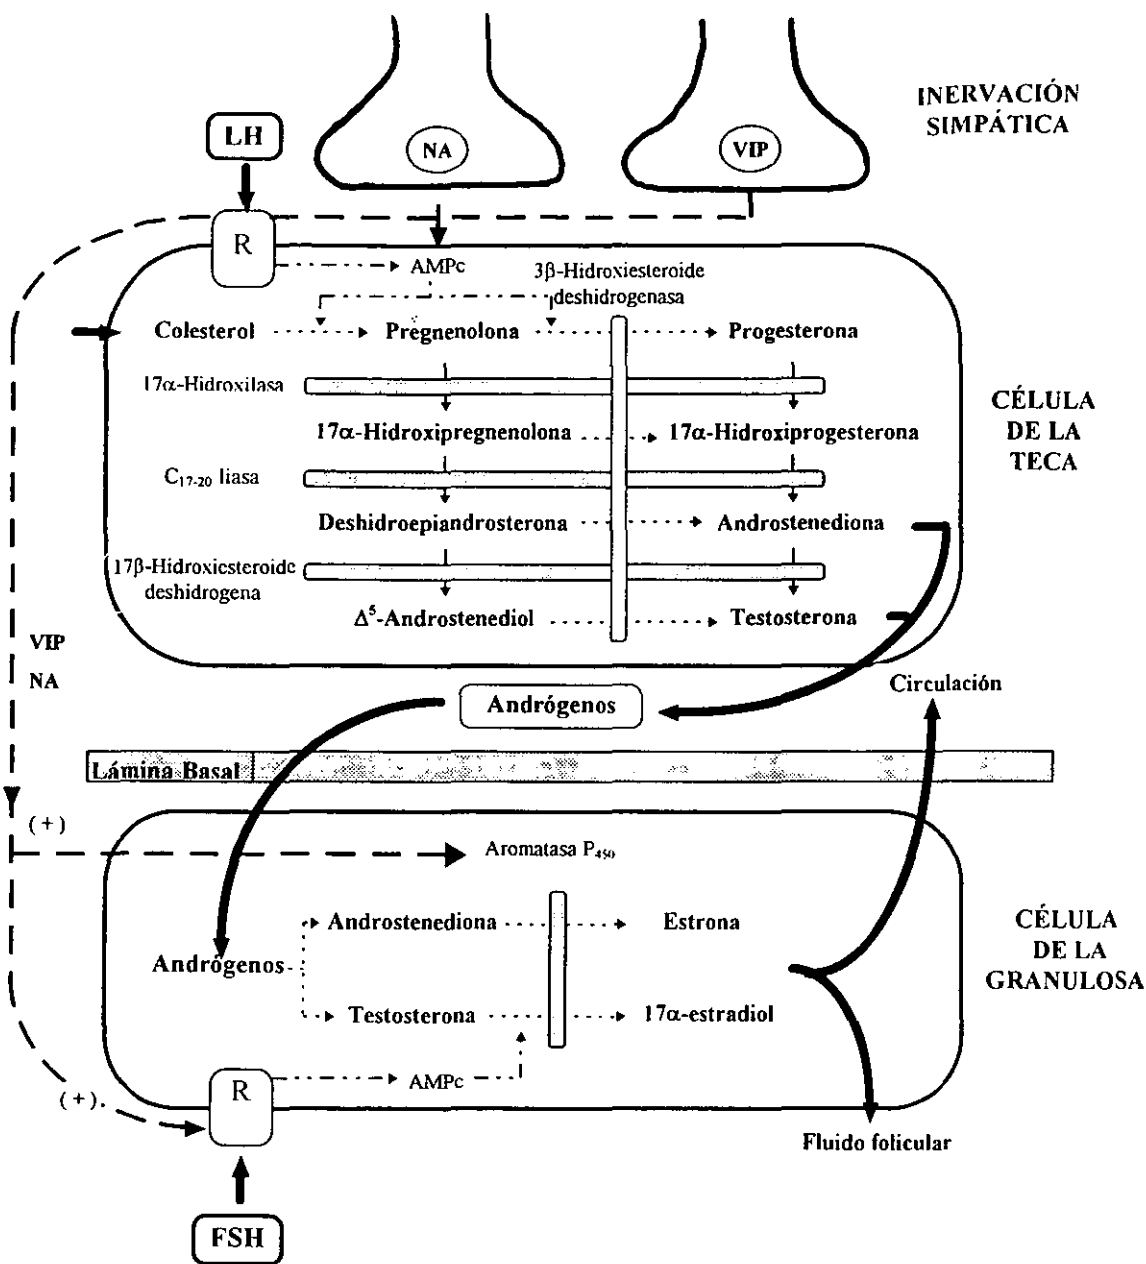 INERVACIÓN
SIMPÁTICA
LH
NA
VIP
R
AMPc
3β-Hidroxiesteroide
deshidrogenasa
Colesterol
Pregnenolona
Progesterona
17α-Hidroxilasa
CÉLULA
DE LA
TECA
17α-Hidroxipregnenolona
17α-Hidroxiprogesterona
C17-20 liasa
Deshidroepiandrosterona
Androstenediona
17β-Hidroxiesteroide
deshidrogena
Δ5-Androstenediol
Testosterona
VIP
NA
Andrógenos
Circulación
Lámina Basal
(+)
Aromatasa P450
Androstenediona
Estrona
Andrógenos
CÉLULA
DE LA
GRANULOSA
Testosterona
17α-estradiol
(+)
R
AMPc
Fluido folicular
FSH